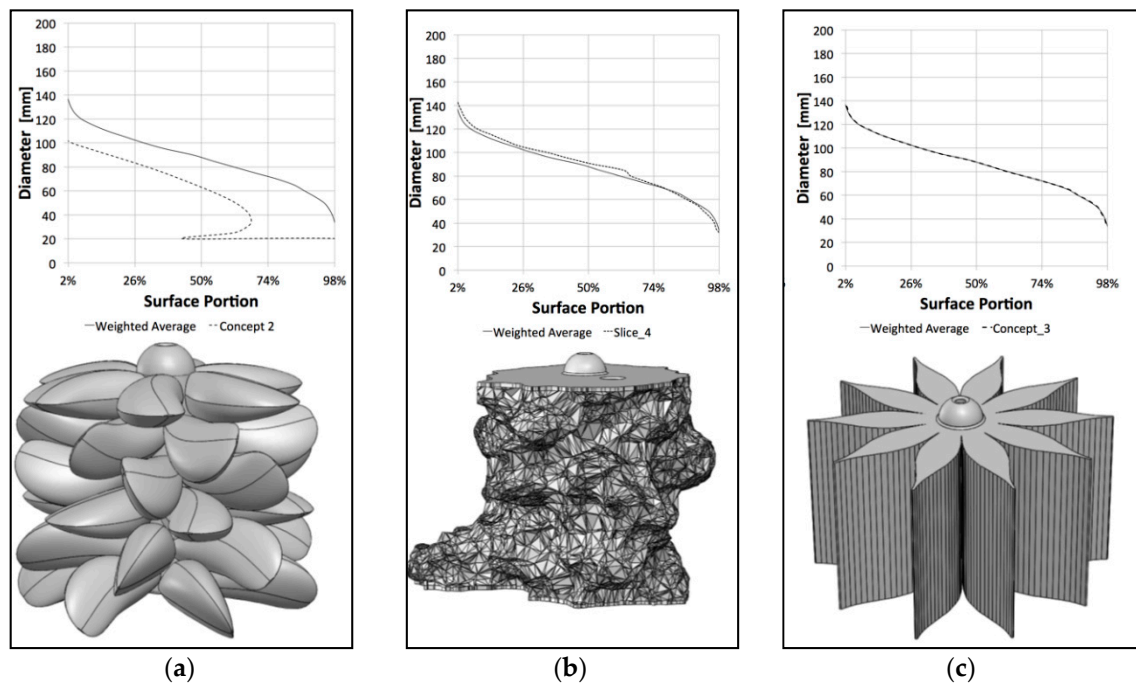 200
180
160
140
120
100
80
60
40
20
0
Diameter [mm]
2% 26% 50% 74% 98%
Surface Portion
Weighted Average Concept 2
(a)
200
180
160
140
120
100
80
60
40
20
0
Diameter [mm]
2% 26% 50% 74% 98%
Surface Portion
Weighted Average Slice_4
(b)
200
180
160
140
120
100
80
60
40
20
0
Diameter [mm]
2% 26% 50% 74% 98%
Surface Portion
Weighted Average Concept_3
(c)